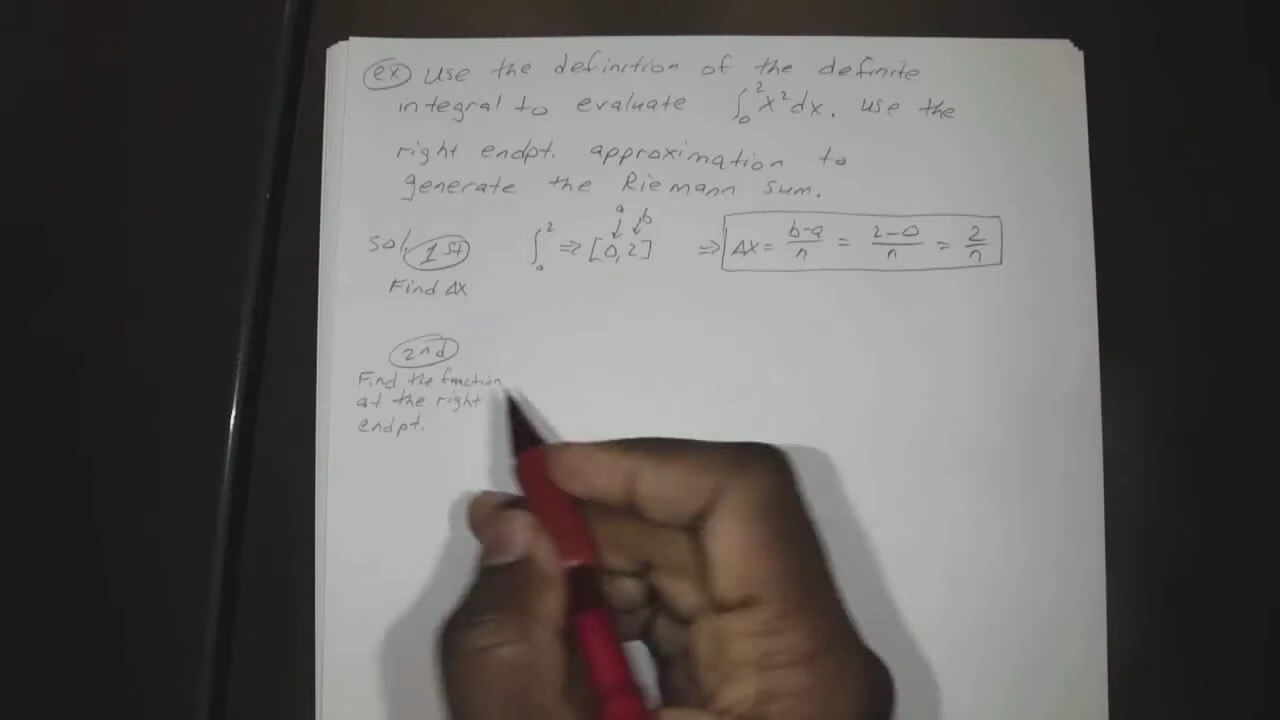 ex Use the definition of the definite
integral to evaluate ∫₀² x² dx. Use the
right endpt. approximation to
generate the Riemann sum.
a b
Sol, 1st ∫₀² ⇒ [0, 2] ⇒ Δx = b-a/n = 2-0/n = 2/n
Find Δx
2nd
Find the function
at the right
endpt.